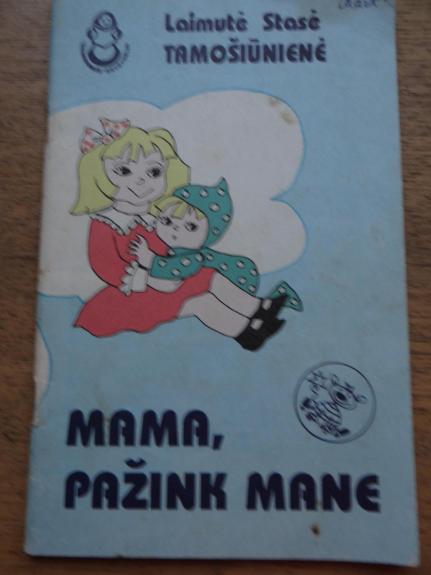 Laimutė Stasė
TAMOŠIŪNIENĖ
MAMA,
PAŽINK MANE